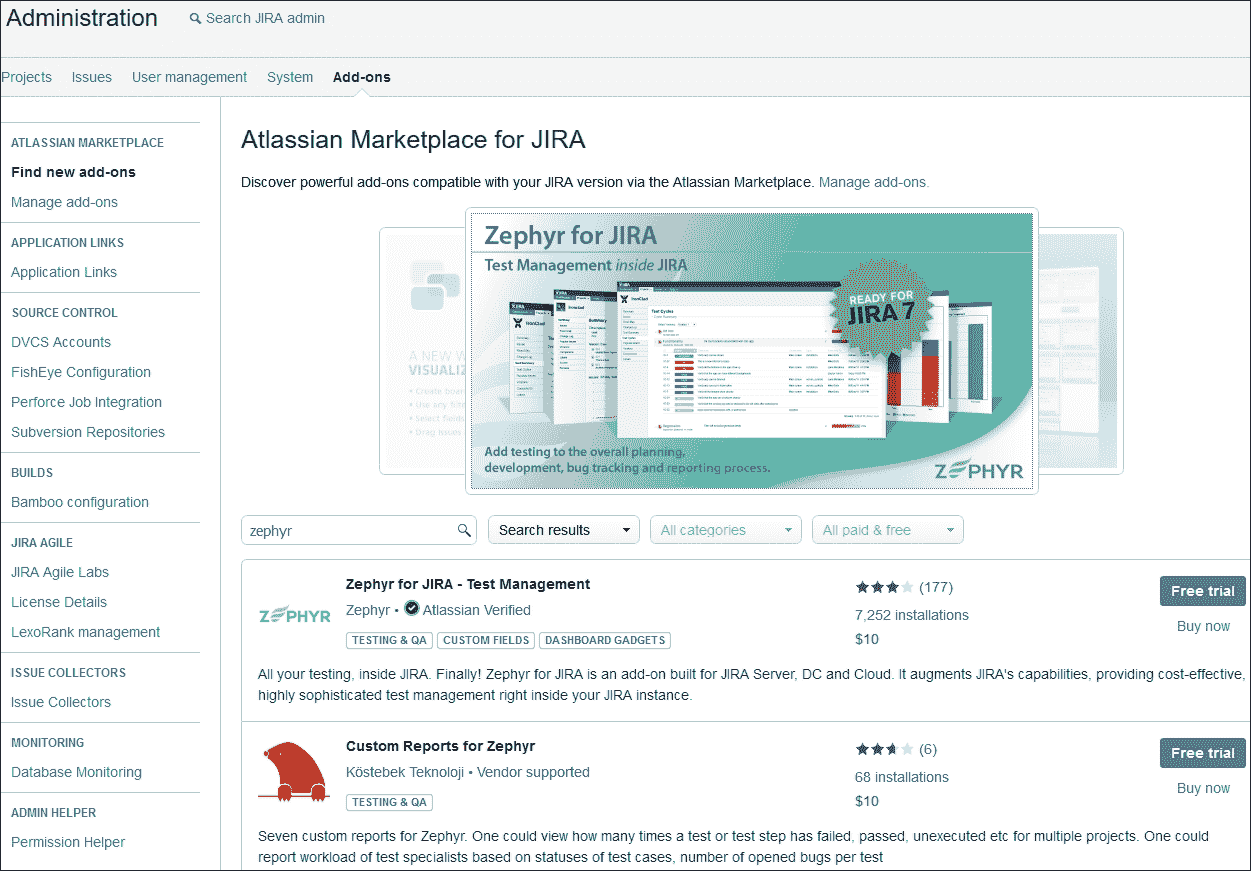 Administration
Search JIRA admin
Projects Issues User management System Add-ons
ATLASSIAN MARKETPLACE
Find new add-ons
Manage add-ons
APPLICATION LINKS
Application Links
SOURCE CONTROL
DVCS Accounts
FishEye Configuration
Perforce Job Integration
Subversion Repositories
BUILDS
Bamboo configuration
JIRA AGILE
JIRA Agile Labs
License Details
LexoRank management
ISSUE COLLECTORS
Issue Collectors
MONITORING
Database Monitoring
ADMIN HELPER
Permission Helper
Atlassian Marketplace for JIRA
Discover powerful add-ons compatible with your JIRA version via the Atlassian Marketplace. Manage add-ons.
A NEW
VISUALIZ
• Create
• Use any
• Select
• Drag issues
Zephyr for JIRA
Test Management inside JIRA
READY FOR
JIRA 7
Test Cycles
Add testing to the overall planning,
development, bug tracking and reporting process.
ZEPHYR
zephyr
Search results
All categories
All paid & free
ZEPHYR
Zephyr for JIRA - Test Management
Zephyr • Atlassian Verified
TESTING & QA CUSTOM FIELDS DASHBOARD GADGETS
(177)
7,252 installations
$10
Free trial
Buy now
All your testing, inside JIRA. Finally! Zephyr for JIRA is an add-on built for JIRA Server, DC and Cloud. It augments JIRA's capabilities, providing cost-effective,
highly sophisticated test management right inside your JIRA instance.
Custom Reports for Zephyr
Köstebek Teknoloji • Vendor supported
TESTING & QA
(6)
68 installations
$10
Free trial
Buy now
Seven custom reports for Zephyr. One could view how many times a test or test step has failed, passed, unexecuted etc for multiple projects. One could
report workload of test specialists based on statuses of test cases, number of opened bugs per test